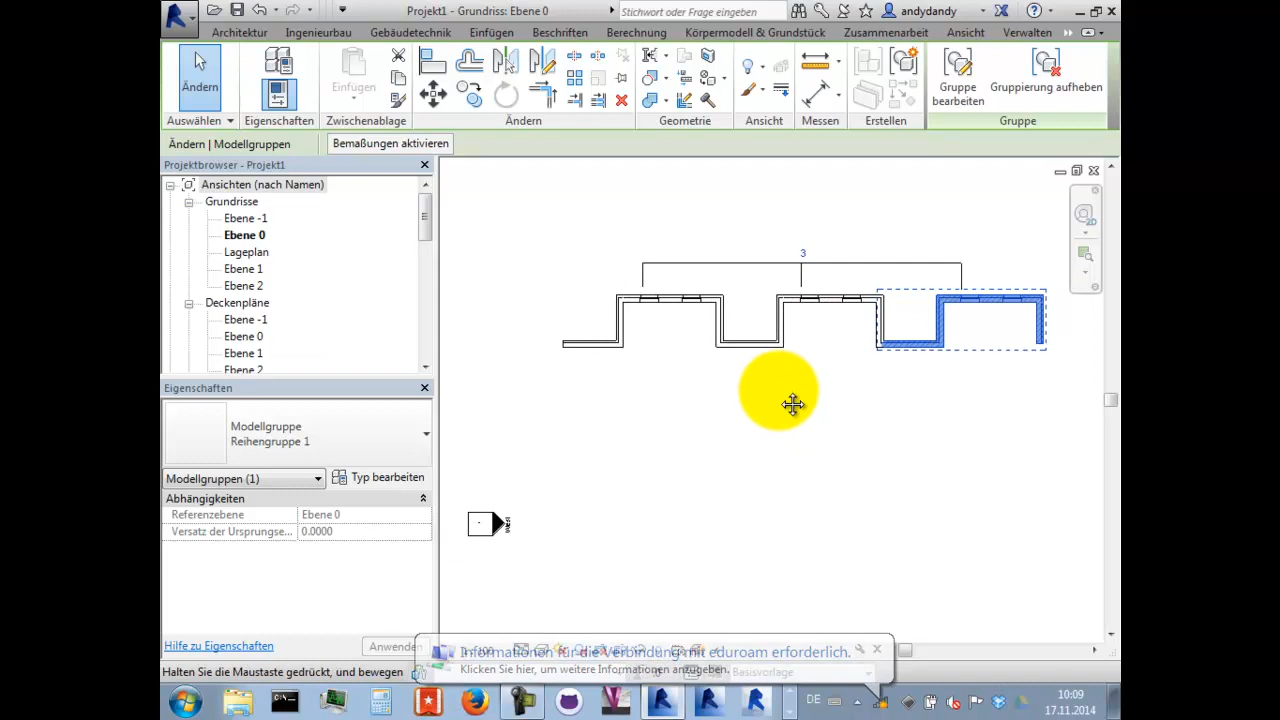 Projekt1 - Grundriss: Ebene 0
Stichwort oder Frage eingeben
andydandy
Architektur Ingenieurbau Gebäudetechnik Einfügen Beschriften Berechnung Körpermodell & Grundstück Zusammenarbeit Ansicht Verwalten
Ändern Einfügen Gruppe bearbeiten Gruppierung aufheben
Auswählen Eigenschaften Zwischenablage Ändern Geometrie Ansicht Messen Erstellen Gruppe
Ändern | Modellgruppen Bemaßungen aktivieren
Projektbrowser - Projekt1
Ansichten (nach Namen)
Grundrisse
Ebene -1
Ebene 0
Lageplan
Ebene 1
Ebene 2
Deckenpläne
Ebene -1
Ebene 0
Ebene 1
Ebene 2
3
2D
Eigenschaften
Modellgruppe
Reihengruppe 1
Modellgruppen (1) Typ bearbeiten
Abhängigkeiten
Referenzebene Ebene 0
Versatz der Ursprungse... 0.0000
Hilfe zu Eigenschaften Anwenden
Informationen für die Verbindung mit eduroam erforderlich.
Klicken Sie hier, um weitere Informationen anzugeben.
Halten Sie die Maustaste gedrückt, und bewegen
Basisvorlage
DE
10:09
17.11.2014